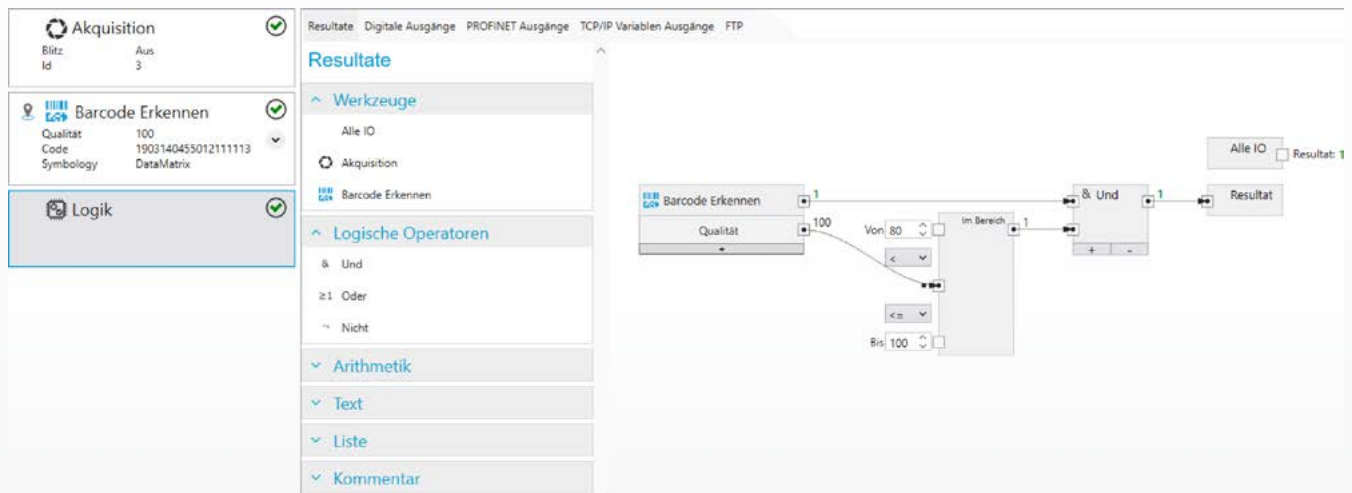 Akquisition
Blitz Aus
Id 3
Barcode Erkennen
Qualität 100
Code 1903140455012111113
Symbology DataMatrix
Logik
Resultate Digitale Ausgänge PROFINET Ausgänge TCP/IP Variablen Ausgänge FTP
Resultate
Werkzeuge
Alle IO
Akquisition
Barcode Erkennen
Logische Operatoren
& Und
≥1 Oder
Nicht
Arithmetik
Text
Liste
Kommentar
Alle IO Resultat: 1
Barcode Erkennen 1
Qualität 100
+
Von 80
<
Im Bereich 1
<=
Bis 100
& Und 1
+ -
Resultat